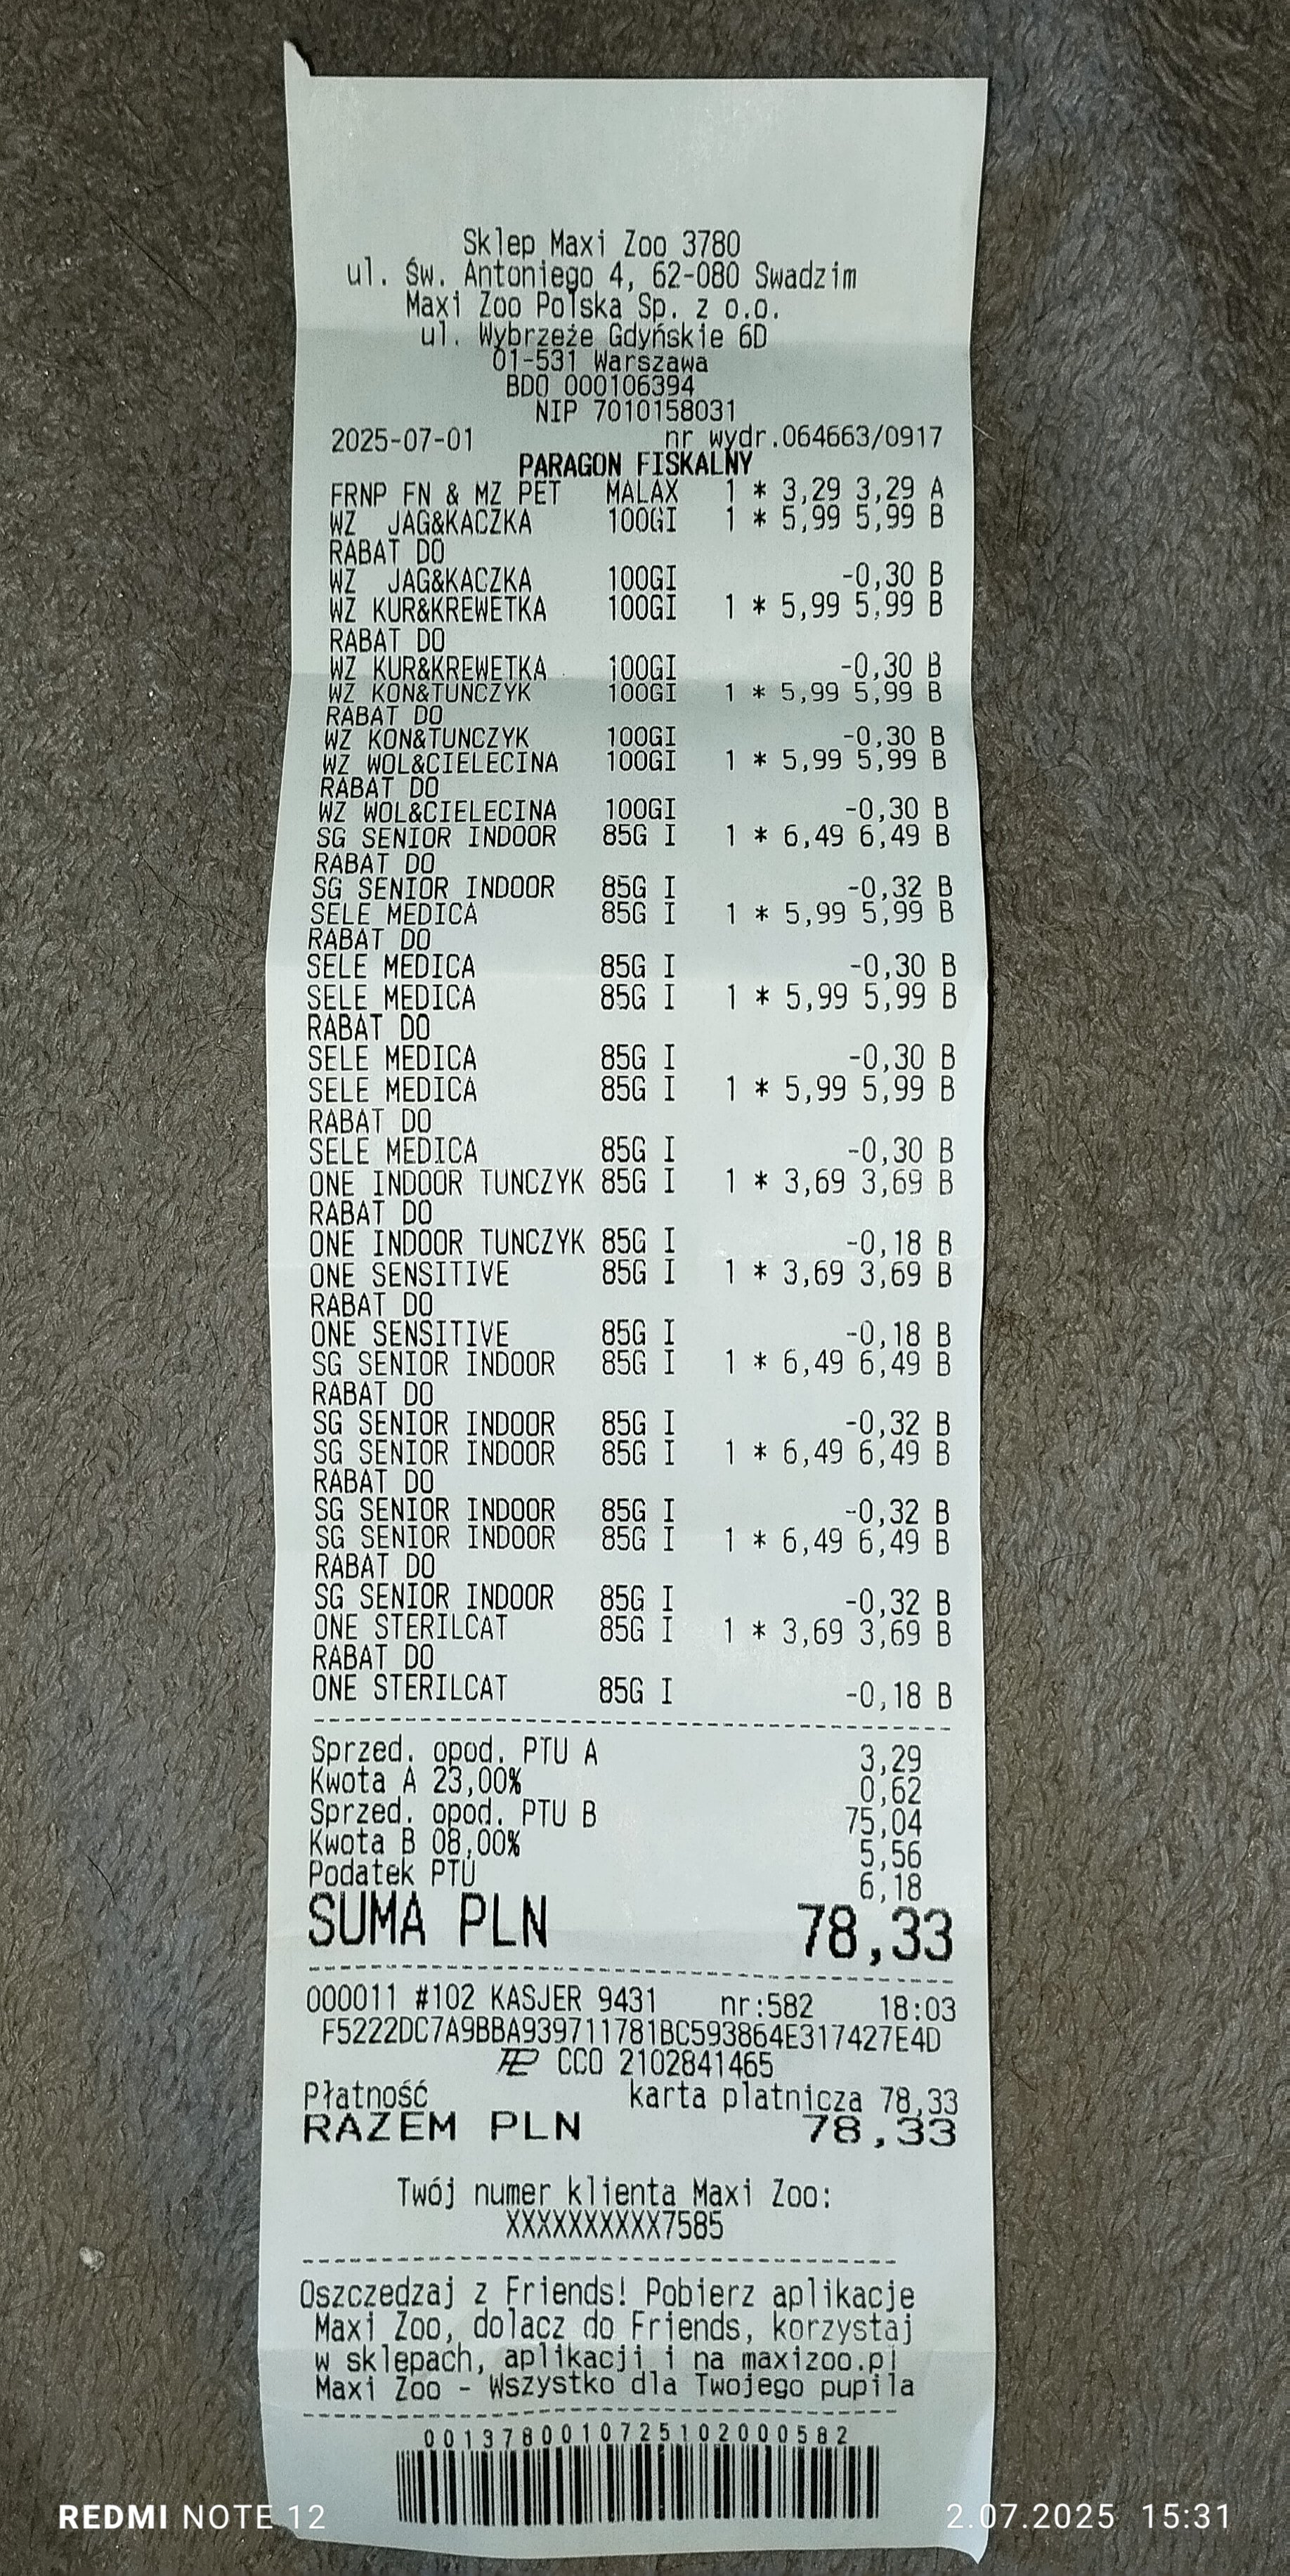 Sklep Maxi Zoo 3780
ul. Św. Antoniego 4, 62-080 Swadzim
Maxi Zoo Polska Sp. z o.o.
ul. Wybrzeże Gdyńskie 6D
01-531 Warszawa
BDO 000106394
NIP 7010158031
2025-07-01 nr wydr.064663/0917
PARAGON FISKALNY
FRNP FN & MZ PET MALAX 1 * 3,29 3,29 A
WZ JAG&KACZKA 100GI 1 * 5,99 5,99 B
RABAT DO
WZ JAG&KACZKA 100GI -0,30 B
WZ KUR&KREWETKA 100GI 1 * 5,99 5,99 B
RABAT DO
WZ KUR&KREWETKA 100GI -0,30 B
WZ KON&TUNCZYK 100GI 1 * 5,99 5,99 B
RABAT DO
WZ KON&TUNCZYK 100GI -0,30 B
WZ WOL&CIELECINA 100GI 1 * 5,99 5,99 B
RABAT DO
WZ WOL&CIELECINA 100GI -0,30 B
SG SENIOR INDOOR 85G I 1 * 6,49 6,49 B
RABAT DO
SG SENIOR INDOOR 85G I -0,32 B
SELE MEDICA 85G I 1 * 5,99 5,99 B
RABAT DO
SELE MEDICA 85G I -0,30 B
SELE MEDICA 85G I 1 * 5,99 5,99 B
RABAT DO
SELE MEDICA 85G I -0,30 B
SELE MEDICA 85G I 1 * 5,99 5,99 B
RABAT DO
SELE MEDICA 85G I -0,30 B
ONE INDOOR TUNCZYK 85G I 1 * 3,69 3,69 B
RABAT DO
ONE INDOOR TUNCZYK 85G I -0,18 B
ONE SENSITIVE 85G I 1 * 3,69 3,69 B
RABAT DO
ONE SENSITIVE 85G I -0,18 B
SG SENIOR INDOOR 85G I 1 * 6,49 6,49 B
RABAT DO
SG SENIOR INDOOR 85G I -0,32 B
SG SENIOR INDOOR 85G I 1 * 6,49 6,49 B
RABAT DO
SG SENIOR INDOOR 85G I -0,32 B
SG SENIOR INDOOR 85G I 1 * 6,49 6,49 B
RABAT DO
SG SENIOR INDOOR 85G I -0,32 B
ONE STERILCAT 85G I 1 * 3,69 3,69 B
RABAT DO
ONE STERILCAT 85G I -0,18 B
Sprzed. opod. PTU A 3,29
Kwota A 23,00% 0,62
Sprzed. opod. PTU B 75,04
Kwota B 08,00% 5,56
Podatek PTU 6,18
SUMA PLN 78,33
000011 #102 KASJER 9431 nr:582 18:03
F5222DC7A9BBA939711781BC593864E317427E4D
CCO 2102841465
Płatność karta platnicza 78,33
RAZEM PLN 78,33
Twój numer klienta Maxi Zoo:
XXXXXXXXXX7585
Oszczedzaj z Friends! Pobierz aplikacje
Maxi Zoo, dolacz do Friends, korzystaj
w sklepach, aplikacji i na maxizoo.pl
Maxi Zoo - Wszystko dla Twojego pupila
0013780010725102000582
REDMI NOTE 12 2.07.2025 15:31